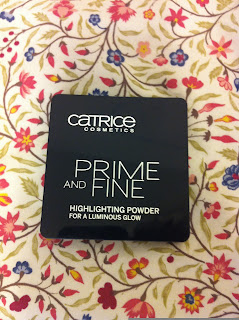 CATRICE
COSMETICS
PRIME
AND FINE
HIGHLIGHTING POWDER
FOR A LUMINOUS GLOW